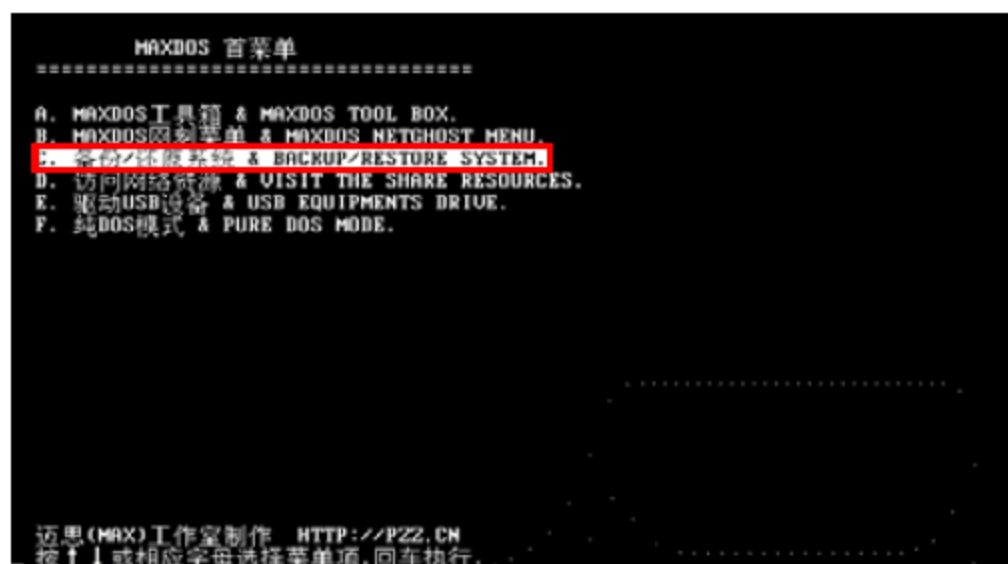 MAXDOS 首菜单
===================================
A. MAXDOS工具箱 & MAXDOS TOOL BOX.
B. MAXDOS网刻菜单 & MAXDOS NETGHOST MENU.
C. 备份/还原系统 & BACKUP/RESTORE SYSTEM.
D. 访问网络资源 & VISIT THE SHARE RESOURCES.
E. 驱动USB设备 & USB EQUIPMENTS DRIVE.
F. 纯DOS模式 & PURE DOS MODE.
迈思(MAX)工作室制作 HTTP://PZZ.CN
按↑↓或相应字母选择菜单项,回车执行.